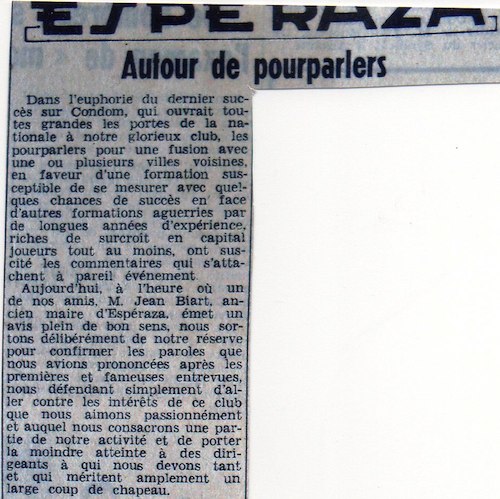 ESPERAZA
Autour de pourparlers
Dans l'euphorie du dernier suc-
cès sur Condom, qui ouvrait tou-
tes grandes les portes de la na-
tionale à notre glorieux club, les
pourparlers pour une fusion avec
une ou plusieurs villes voisines,
en faveur d'une formation sus-
ceptible de se mesurer avec quel-
ques chances de succès en face
d'autres formations aguerries par
de longues années d'expérience,
riches de surcroît en capital
joueurs tout au moins, ont sus-
cité les commentaires qui s'atta-
chent à pareil événement
Aujourd'hui, à l'heure où un
de nos amis, M. Jean Biart, an-
cien maire d'Espéraza, émet un
avis plein de bon sens, nous sor-
tons délibérément de notre réserve
pour confirmer les paroles que
nous avions prononcées après les
premières et fameuses entrevues,
nous défendant simplement d'al-
ler contre les intérêts de ce club
que nous aimons passionnément
et auquel nous consacrons une par-
tie de notre activité et de porter
la moindre atteinte à des diri-
geants à qui nous devons tant
et qui méritent amplement un
large coup de chapeau.